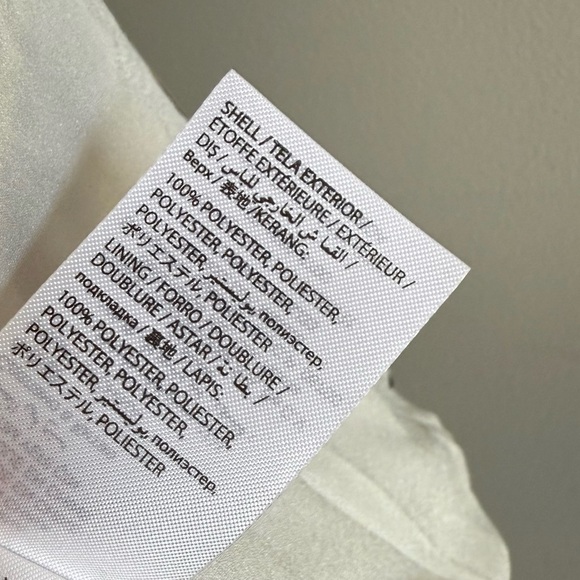 SHELL / TELA EXTERIOR /
ÉTOFFE EXTÉRIEURE / EXTÉRIEUR /
DIŞ / القماش الخارجي للباس /
Верх / 表地 / KERANG:
100% POLYESTER, POLIESTER,
POLYESTER, POLYESTER,
POLYESTER, بوليستر, полиэстер,
ポリエステル, POLIESTER
LINING / FORRO / DOUBLURE /
DOUBLURE / ASTAR / بطانة /
подкладка / 裏地 / LAPIS.
100% POLYESTER, POLIESTER,
POLYESTER, POLYESTER,
POLYESTER, بوليستر, полиэстер,
ポリエステル, POLIESTER